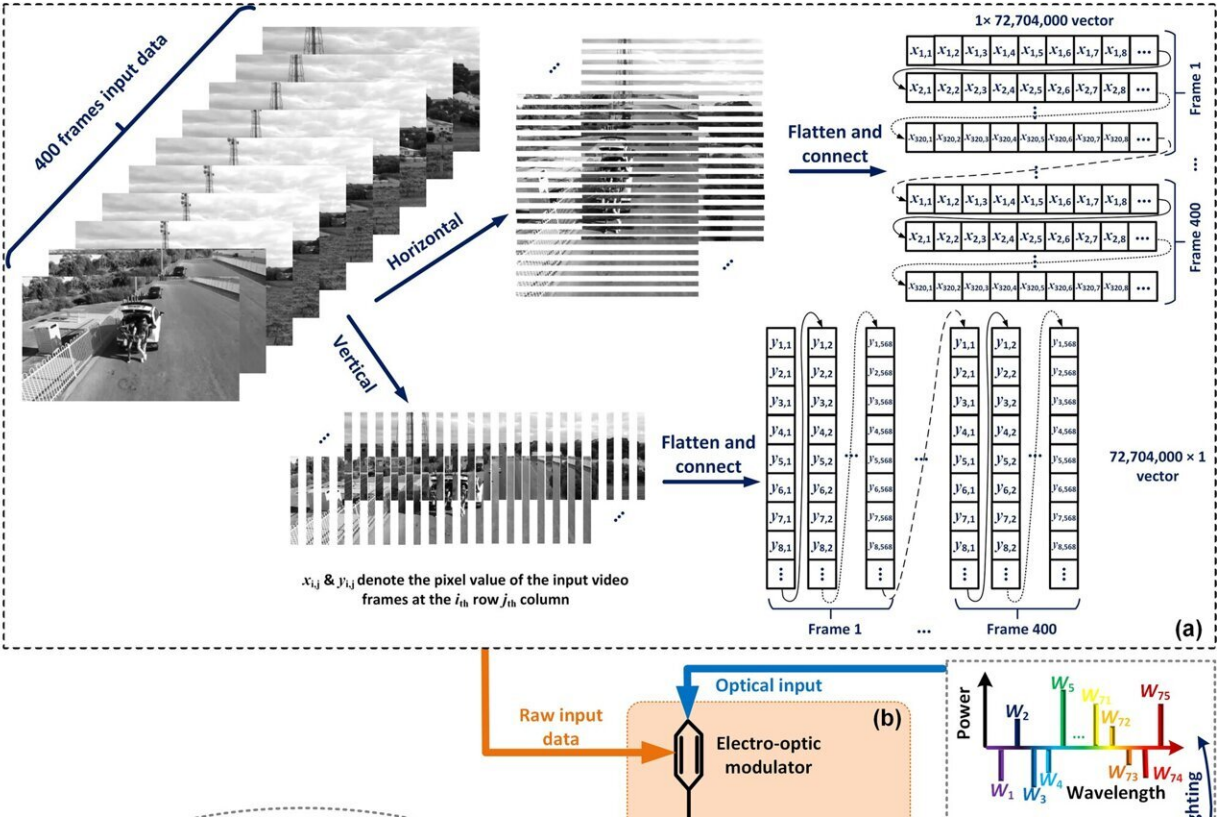 400 frames input data
Horizontal
Vertical
...
...
Flatten and
connect
1× 72,704,000 vector
x1,1 x1,2 x1,3 x1,4 x1,5 x1,6 x1,7 x1,8 ...
x2,1 x2,2 x2,3 x2,4 x2,5 x2,6 x2,7 x2,8 ...
...
x320,1 x320,2 x320,3 x320,4 x320,5 x320,6 x320,7 x320,8 ...
Frame 1
...
...
x1,1 x1,2 x1,3 x1,4 x1,5 x1,6 x1,7 x1,8 ...
x2,1 x2,2 x2,3 x2,4 x2,5 x2,6 x2,7 x2,8 ...
...
x320,1 x320,2 x320,3 x320,4 x320,5 x320,6 x320,7 x320,8 ...
Frame 400
...
...
Flatten and
connect
y1,1 y1,2 y1,568 y1,1 y1,2 y1,568
y2,1 y2,2 y2,568 y2,1 y2,2 y2,568
y3,1 y3,2 y3,568 y3,1 y3,2 y3,568
y4,1 y4,2 y4,568 y4,1 y4,2 y4,568
y5,1 y5,2 ... y5,568 ... y5,1 y5,2 ... y5,568
y6,1 y6,2 y6,568 y6,1 y6,2 y6,568
y7,1 y7,2 y7,568 y7,1 y7,2 y7,568
y8,1 y8,2 y8,568 y8,1 y8,2 y8,568
... ... ... ... ... ...
72,704,000 × 1
vector
Frame 1 ... Frame 400
xi,j & yi,j denote the pixel value of the input video
frames at the ith row jth column
(a)
Optical input
Raw input
data
(b)
Electro-optic
modulator
Power
W1 W2 W3 W4 W5 ... W71 W72 W73 W74 W75
Wavelength